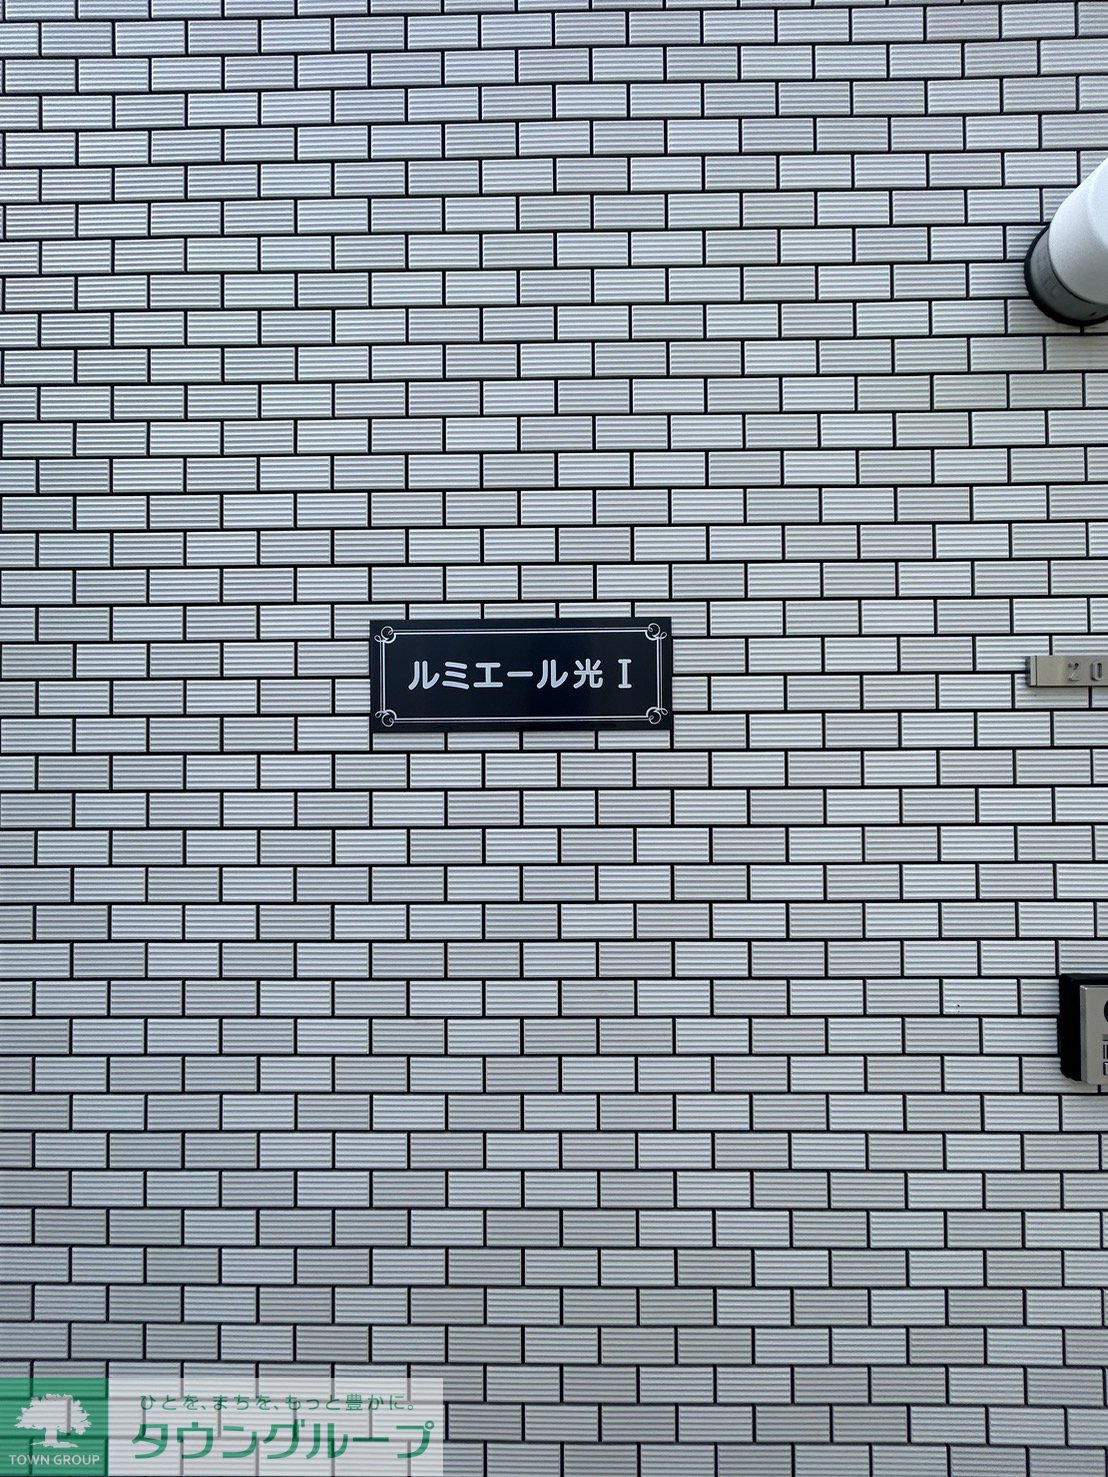 ルミエール光 I
20
ひとを、まちを、もっと豊かに。
タウングループ
TOWN GROUP